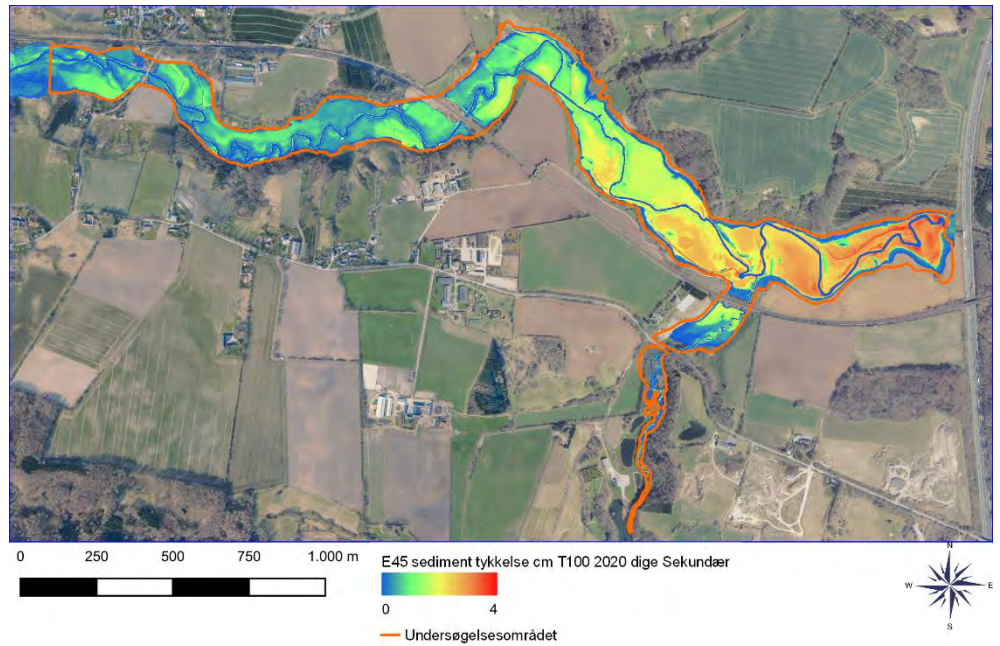 0 250 500 750 1.000 m
E45 sediment tykkelse cm T100 2020 dige Sekundær
0 4
Undersøgelsesområdet
N
W E
S